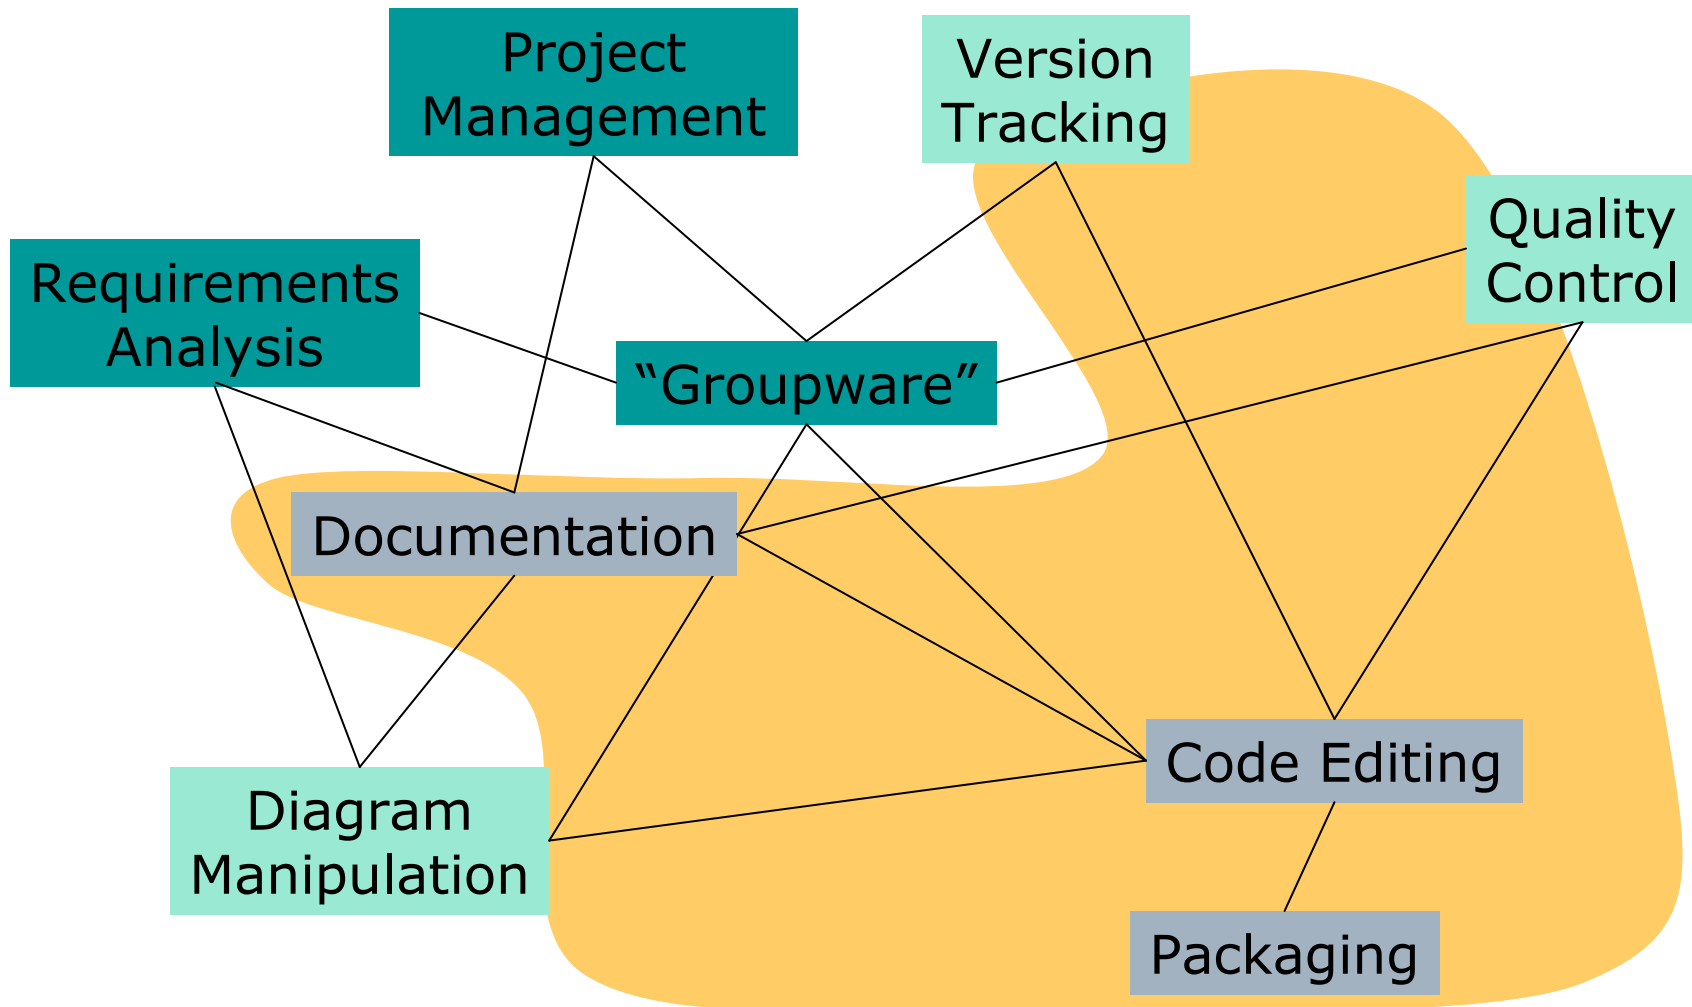 Project
Management
Version
Tracking
Quality
Control
Requirements
Analysis
“Groupware”
Documentation
Code Editing
Diagram
Manipulation
Packaging